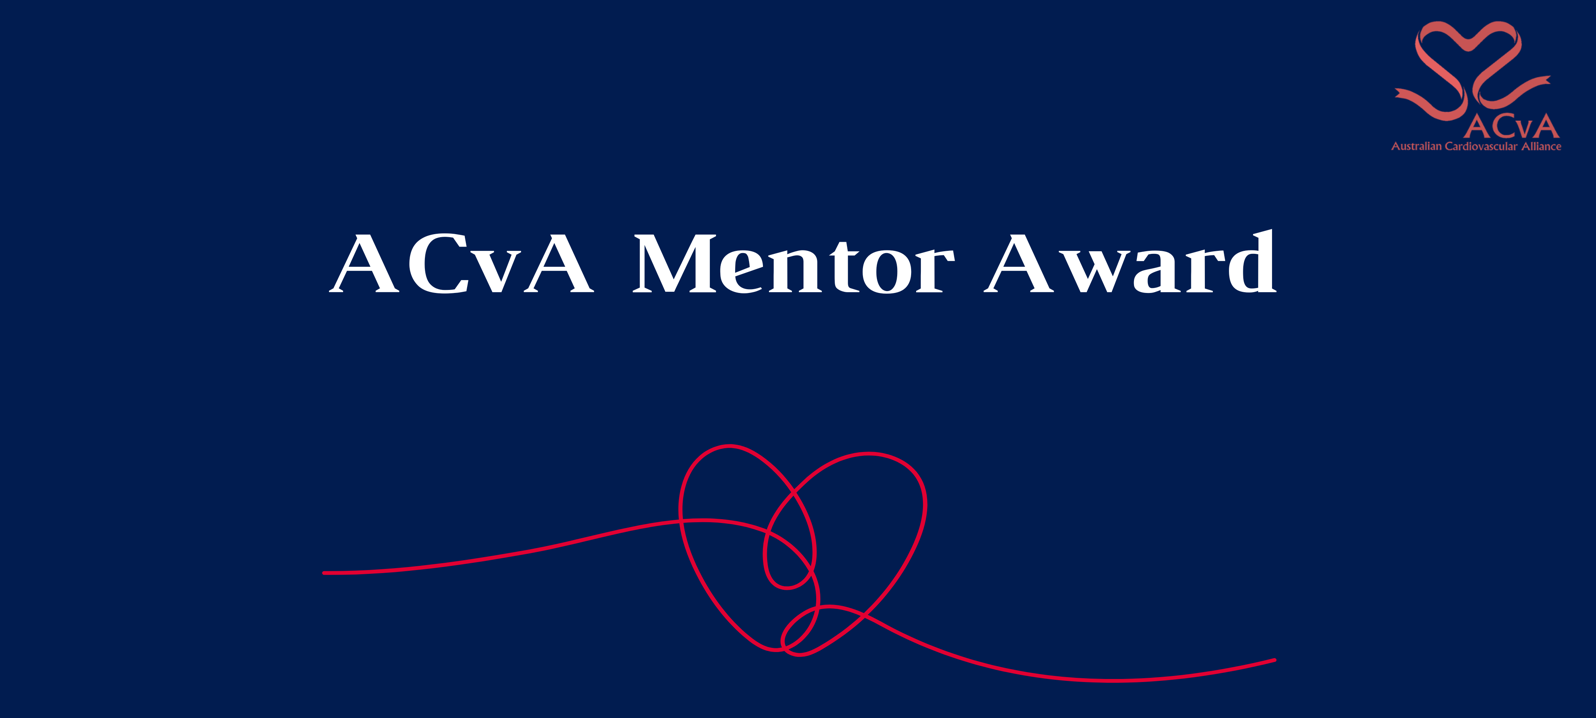 ACvA
Australian Cardiovascular Alliance
ACvA Mentor Award